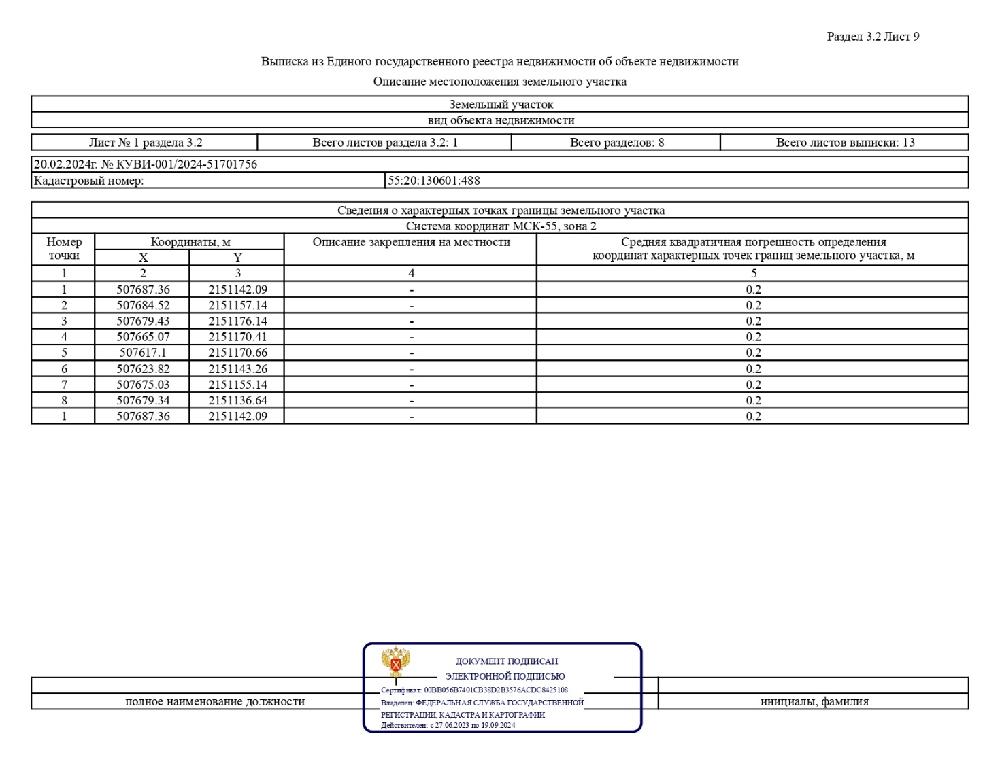 Раздел 3.2 Лист 9
Выписка из Единого государственного реестра недвижимости об объекте недвижимости
Описание местоположения земельного участка
Земельный участок
вид объекта недвижимости
Лист № 1 раздела 3.2 Всего листов раздела 3.2: 1 Всего разделов: 8 Всего листов выписки: 13
20.02.2024г. № КУВИ-001/2024-51701756
Кадастровый номер: 55:20:130601:488
Сведения о характерных точках границы земельного участка
Система координат МСК-55, зона 2
Номер точки Координаты, м Описание закрепления на местности Средняя квадратичная погрешность определения
координат характерных точек границ земельного участка, м
X Y
1 2 3 4 5
1 507687.36 2151142.09 - 0.2
2 507684.52 2151157.14 - 0.2
3 507679.43 2151176.14 - 0.2
4 507665.07 2151170.41 - 0.2
5 507617.1 2151170.66 - 0.2
6 507623.82 2151143.26 - 0.2
7 507675.03 2151155.14 - 0.2
8 507679.34 2151136.64 - 0.2
1 507687.36 2151142.09 - 0.2
ДОКУМЕНТ ПОДПИСАН
ЭЛЕКТРОННОЙ ПОДПИСЬЮ
Сертификат: 00BB056B7401CB38D2B3576ACDC8425108
Владелец: ФЕДЕРАЛЬНАЯ СЛУЖБА ГОСУДАРСТВЕННОЙ
РЕГИСТРАЦИИ, КАДАСТРА И КАРТОГРАФИИ
Действителен: с 27.06.2023 по 19.09.2024
полное наименование должности инициалы, фамилия